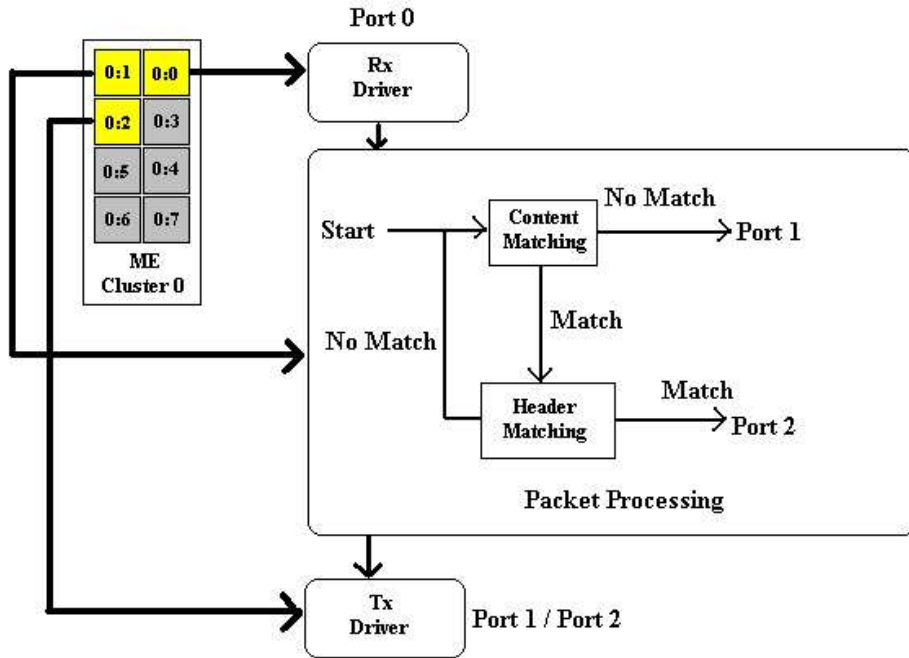 Port 0
0:1 0:0
0:2 0:3
0:5 0:4
0:6 0:7
ME
Cluster 0
Rx
Driver
Start
Content
Matching
No Match
Port 1
Match
No Match
Header
Matching
Match
Port 2
Packet Processing
Tx
Driver
Port 1 / Port 2